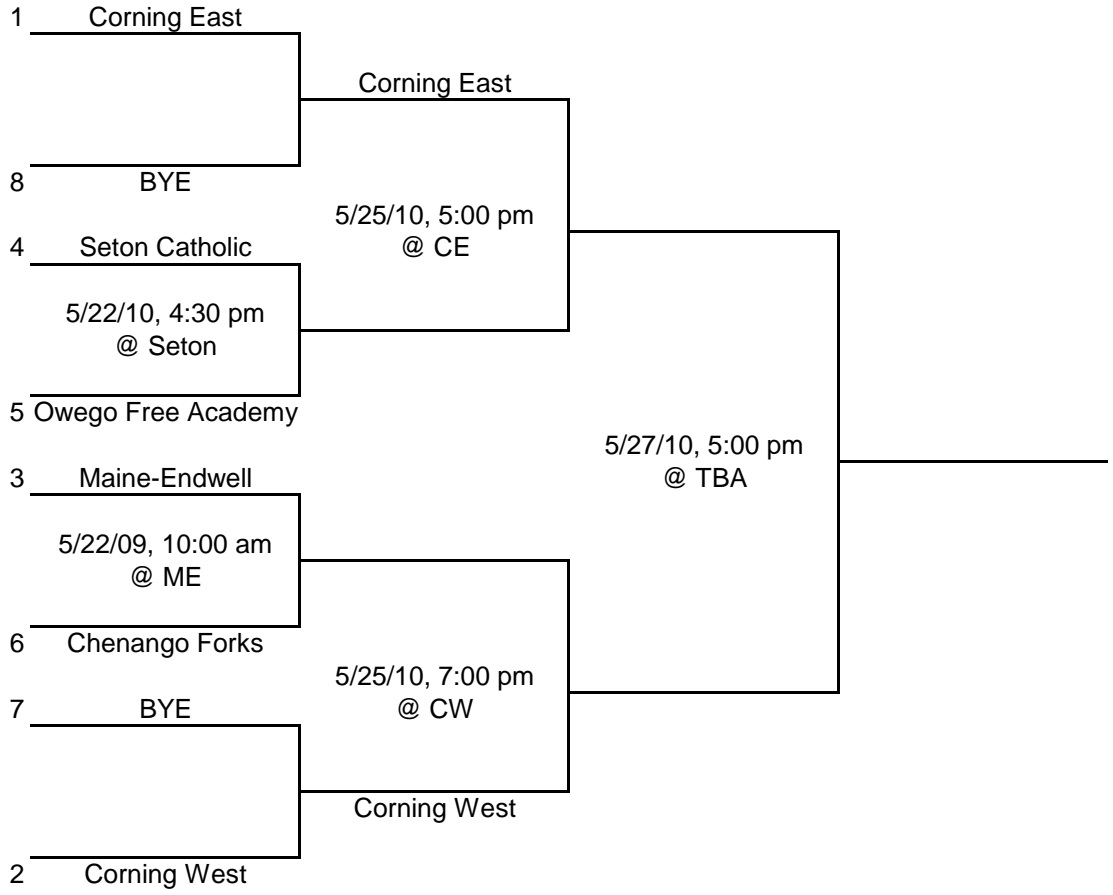 1 Corning East
Corning East
8 BYE
5/25/10, 5:00 pm
@ CE
4 Seton Catholic
5/22/10, 4:30 pm
@ Seton
5 Owego Free Academy
5/27/10, 5:00 pm
@ TBA
3 Maine-Endwell
5/22/09, 10:00 am
@ ME
6 Chenango Forks
5/25/10, 7:00 pm
@ CW
7 BYE
Corning West
2 Corning West